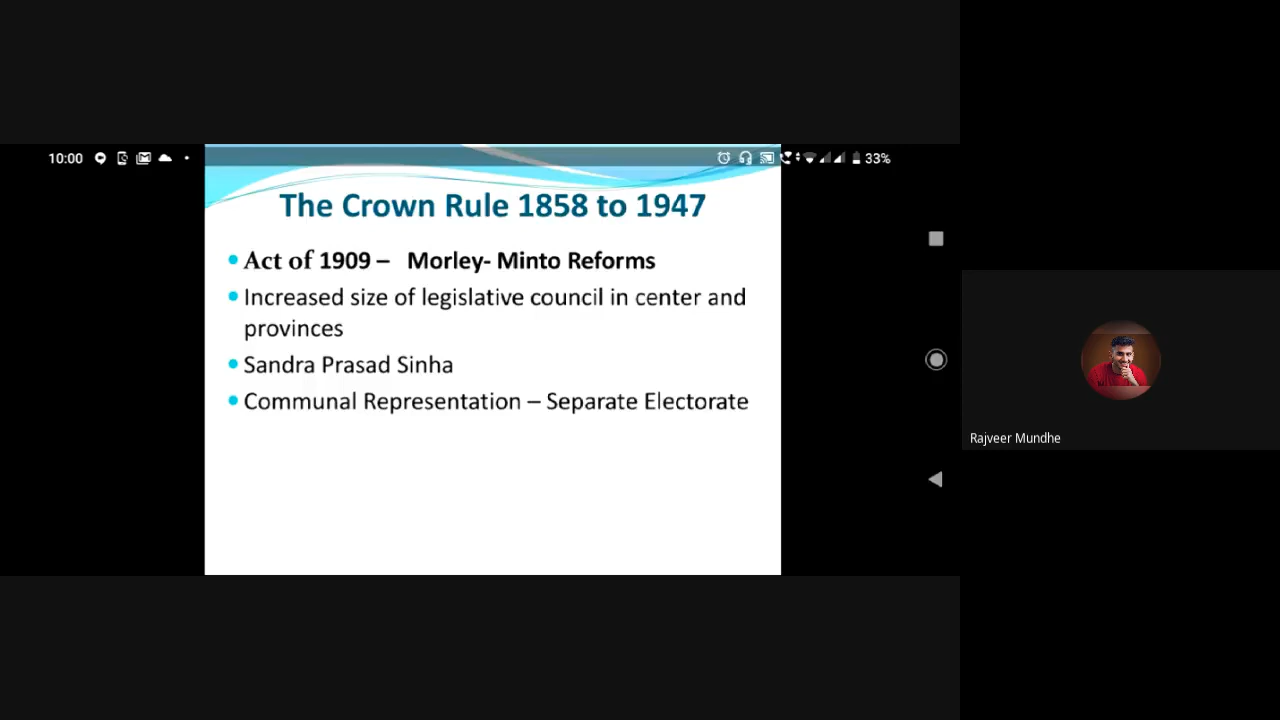 10:00
33%
The Crown Rule 1858 to 1947
Act of 1909 – Morley- Minto Reforms
Increased size of legislative council in center and
provinces
Sandra Prasad Sinha
Communal Representation – Separate Electorate
Rajveer Mundhe